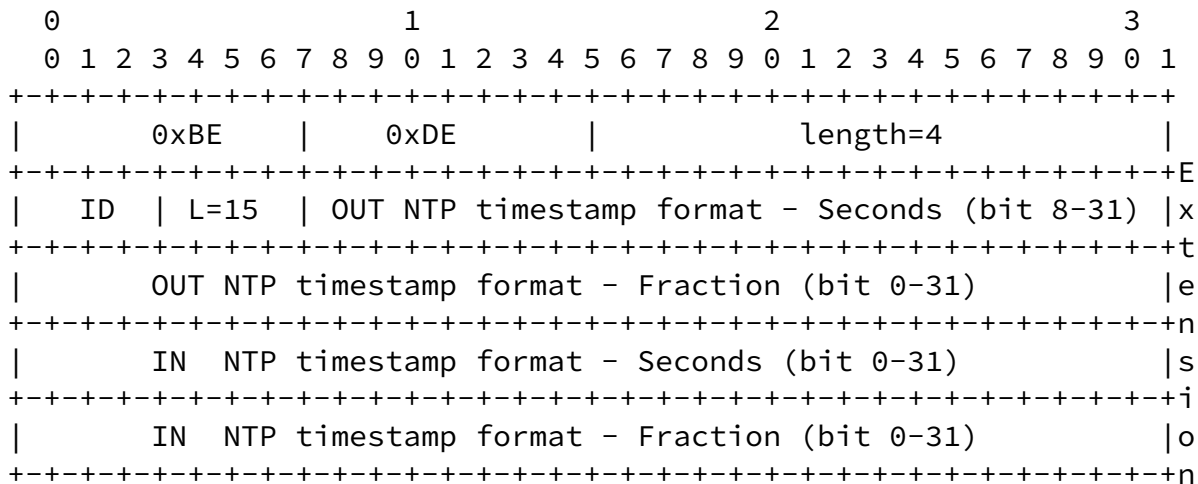 0                   1                   2                   3
   0 1 2 3 4 5 6 7 8 9 0 1 2 3 4 5 6 7 8 9 0 1 2 3 4 5 6 7 8 9 0 1
 +-+-+-+-+-+-+-+-+-+-+-+-+-+-+-+-+-+-+-+-+-+-+-+-+-+-+-+-+-+-+-+-+
 |       0xBE    |    0xDE       |           length=4            |
 +-+-+-+-+-+-+-+-+-+-+-+-+-+-+-+-+-+-+-+-+-+-+-+-+-+-+-+-+-+-+-+-+E
 |   ID  | L=15  | OUT NTP timestamp format - Seconds (bit 8-31) |x
 +-+-+-+-+-+-+-+-+-+-+-+-+-+-+-+-+-+-+-+-+-+-+-+-+-+-+-+-+-+-+-+-+t
 |       OUT NTP timestamp format - Fraction (bit 0-31)          |e
 +-+-+-+-+-+-+-+-+-+-+-+-+-+-+-+-+-+-+-+-+-+-+-+-+-+-+-+-+-+-+-+-+n
 |       IN  NTP timestamp format - Seconds (bit 0-31)           |s
 +-+-+-+-+-+-+-+-+-+-+-+-+-+-+-+-+-+-+-+-+-+-+-+-+-+-+-+-+-+-+-+-+i
 |       IN  NTP timestamp format - Fraction (bit 0-31)          |o
 +-+-+-+-+-+-+-+-+-+-+-+-+-+-+-+-+-+-+-+-+-+-+-+-+-+-+-+-+-+-+-+-+n